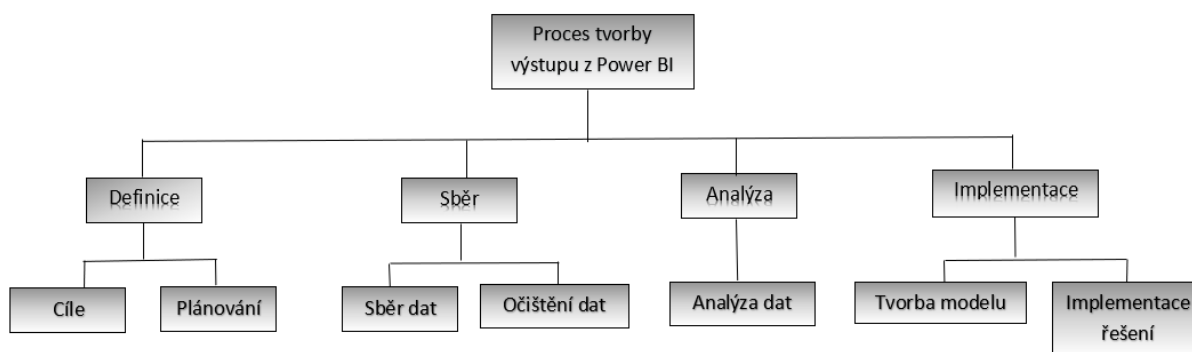 Proces tvorby
výstupu z Power BI
Definice
Sběr
Analýza
Implementace
Cíle
Plánování
Sběr dat
Očištění dat
Analýza dat
Tvorba modelu
Implementace
řešení